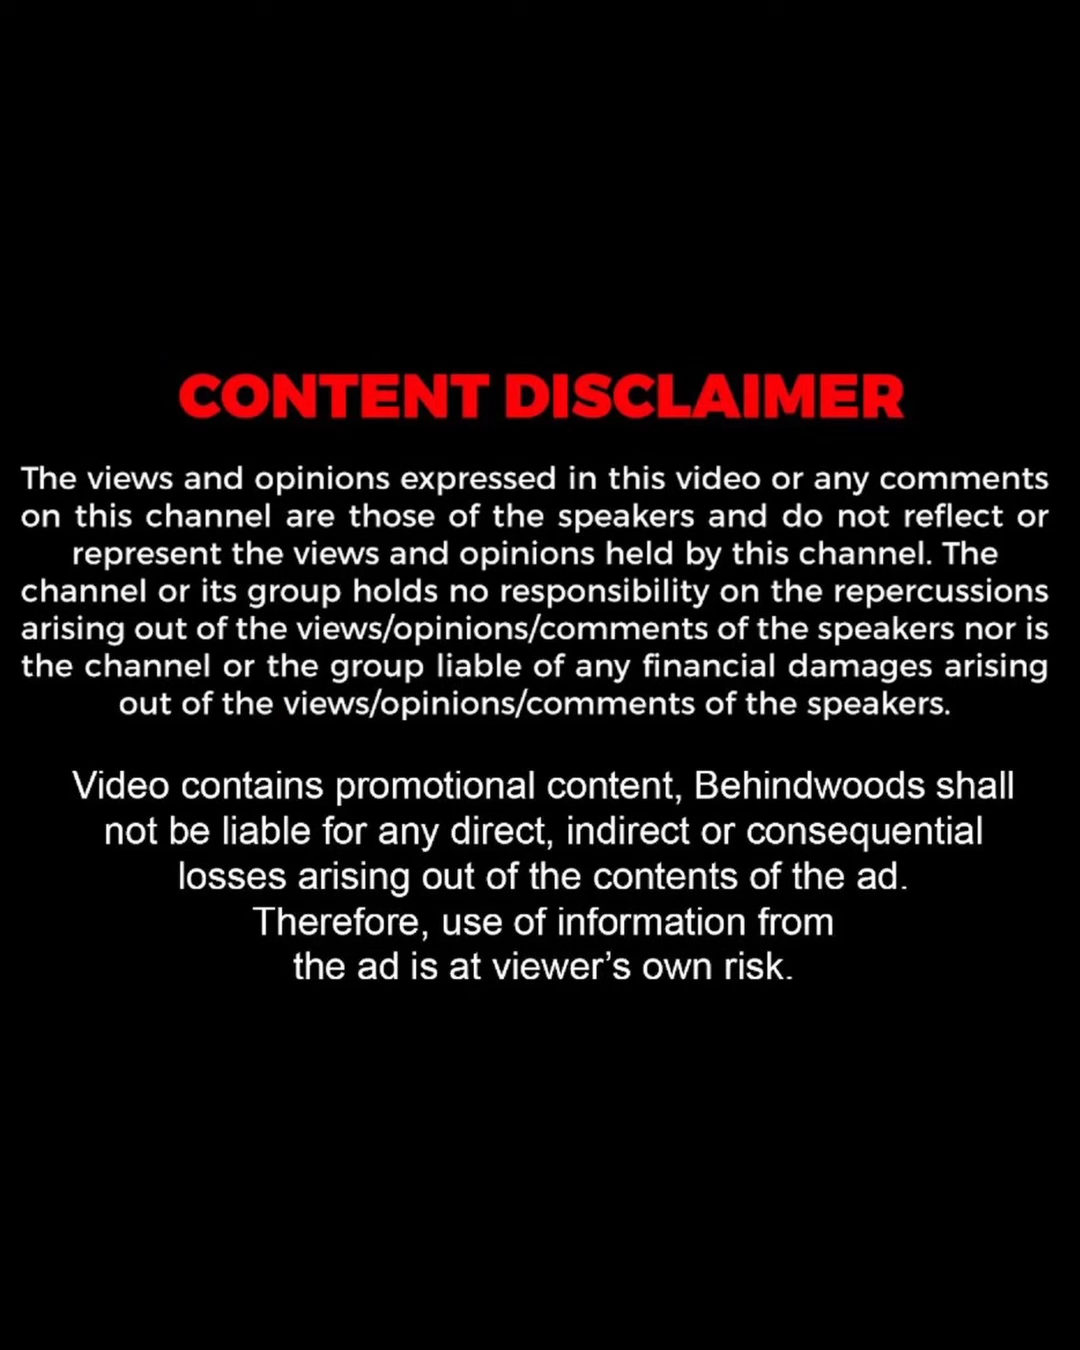 CONTENT DISCLAIMER
The views and opinions expressed in this video or any comments
on this channel are those of the speakers and do not reflect or
represent the views and opinions held by this channel. The
channel or its group holds no responsibility on the repercussions
arising out of the views/opinions/comments of the speakers nor is
the channel or the group liable of any financial damages arising
out of the views/opinions/comments of the speakers.
Video contains promotional content, Behindwoods shall
not be liable for any direct, indirect or consequential
losses arising out of the contents of the ad.
Therefore, use of information from
the ad is at viewer’s own risk.